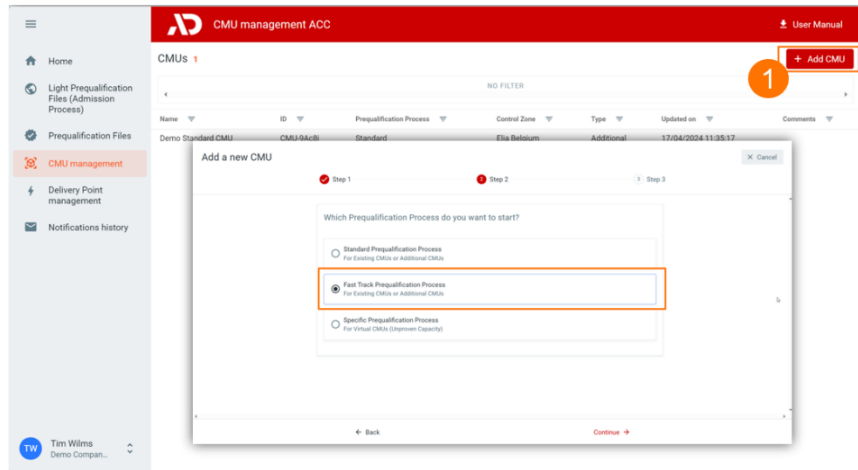 CMU management ACC
User Manual
Home
Light Prequalification
Files (Admission
Process)
Prequalification Files
CMU management
Delivery Point
management
Notifications history
TW
Tim Wilms
Demo Compan...
CMUs 1
+ Add CMU
1
NO FILTER
Name ID Prequalification Process Control Zone Type Updated on Comments
Demo Standard CMU CMU-9Ac8i Standard Elia Belgium Additional 17/04/2024 11:35:17
Add a new CMU
× Cancel
Step 1
2 Step 2
3 Step 3
Which Prequalification Process do you want to start?
Standard Prequalification Process
For Existing CMUs or Additional CMUs
Fast Track Prequalification Process
For Existing CMUs or Additional CMUs
Specific Prequalification Process
For Virtual CMUs (Unproven Capacity)
← Back
Continue →